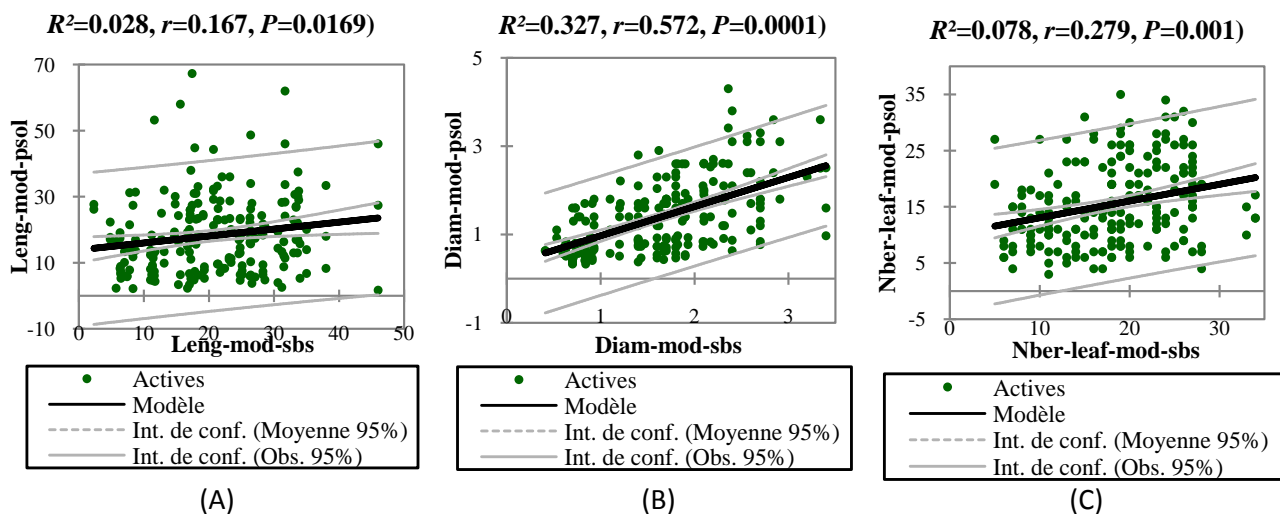 R²=0.028, r=0.167, P=0.0169)
70
50
30
10
-10
0
10
20
30
40
50
Leng-mod-psol
Leng-mod-sbs
Actives
Modèle
Int. de conf. (Moyenne 95%)
Int. de conf. (Obs. 95%)
(A)
R²=0.327, r=0.572, P=0.0001)
5
3
1
-1
0
1
2
3
Diam-mod-psol
Diam-mod-sbs
Actives
Modèle
Int. de conf. (Moyenne 95%)
Int. de conf. (Obs. 95%)
(B)
R²=0.078, r=0.279, P=0.001)
35
25
15
5
-5
0
10
20
30
Nber-leaf-mod-psol
Nber-leaf-mod-sbs
Actives
Modèle
Int. de conf. (Moyenne 95%)
Int. de conf. (Obs. 95%)
(C)